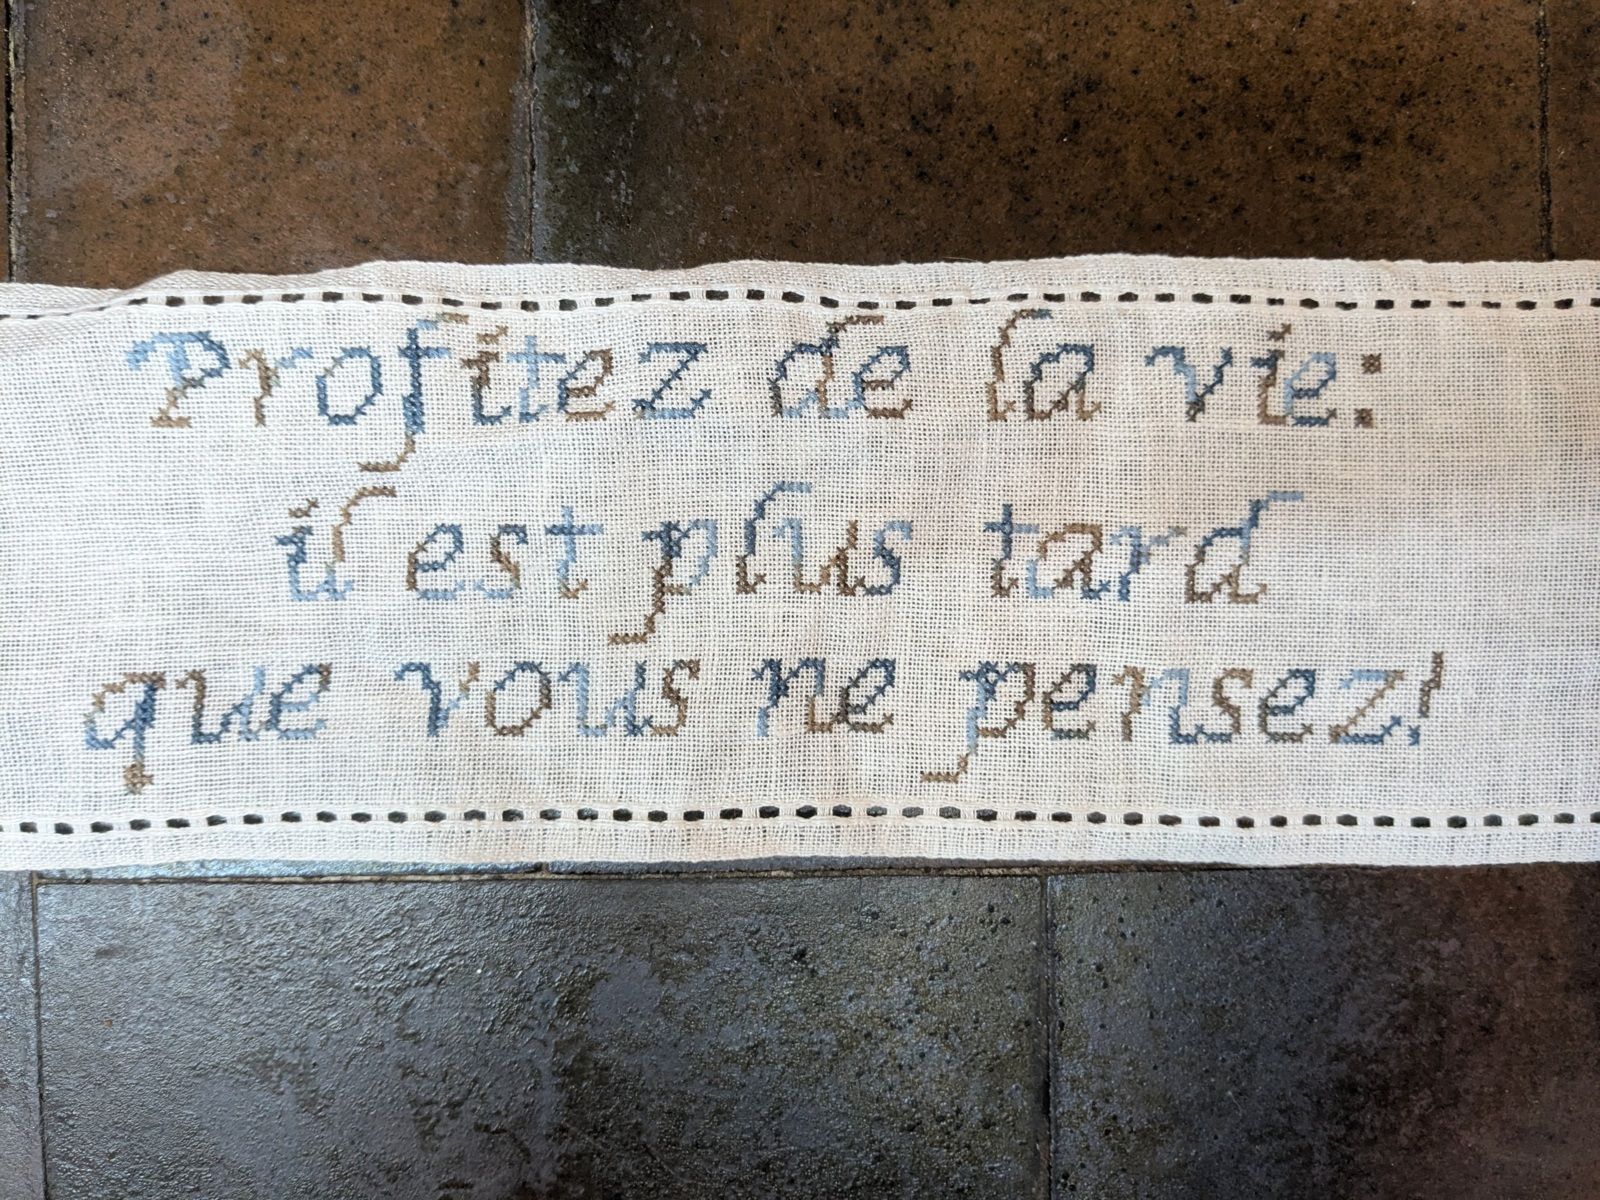 Profitez de la vie:
il est plus tard
que vous ne pensez!